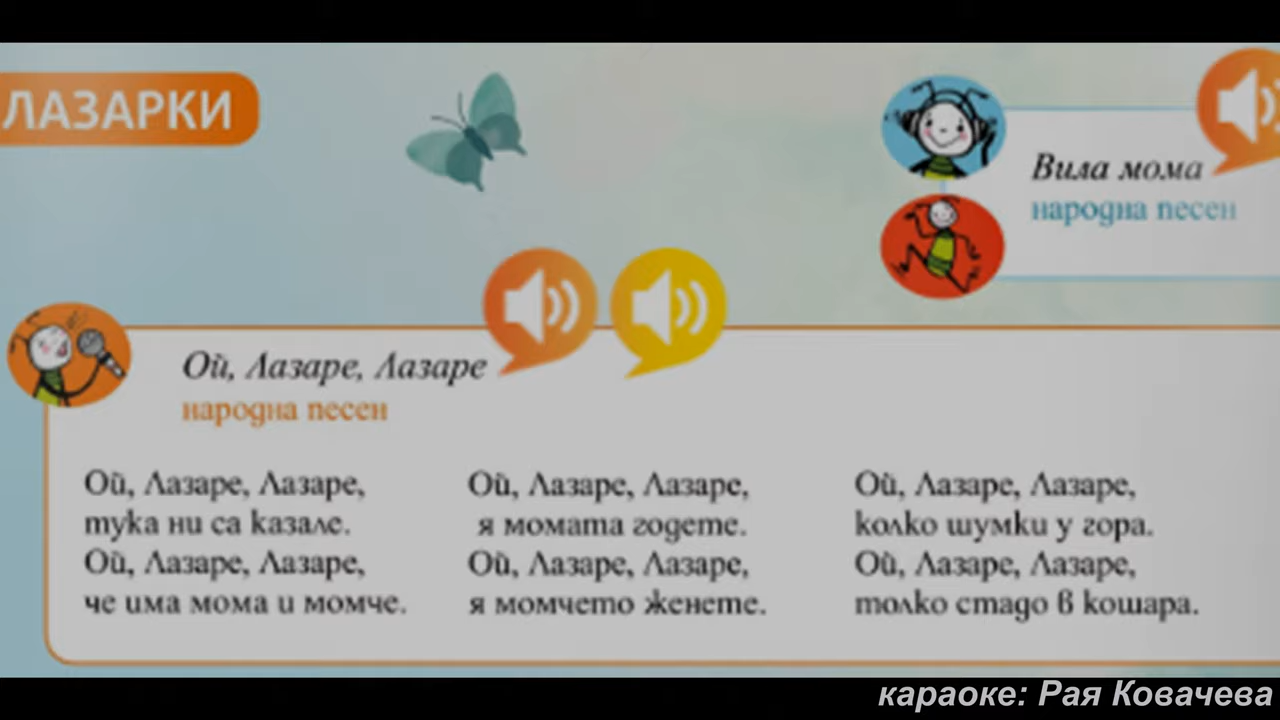 ЛАЗАРКИ
Вила мома
народна песен
Ой, Лазаре, Лазаре
народна песен
Ой, Лазаре, Лазаре,
тука ни са казале.
Ой, Лазаре, Лазаре,
че има мома и момче.
Ой, Лазаре, Лазаре,
я момата годете.
Ой, Лазаре, Лазаре,
я момчето женете.
Ой, Лазаре, Лазаре,
колко шумки у гора.
Ой, Лазаре, Лазаре,
толко стадо в кошара.
караоке: Рая Ковачева